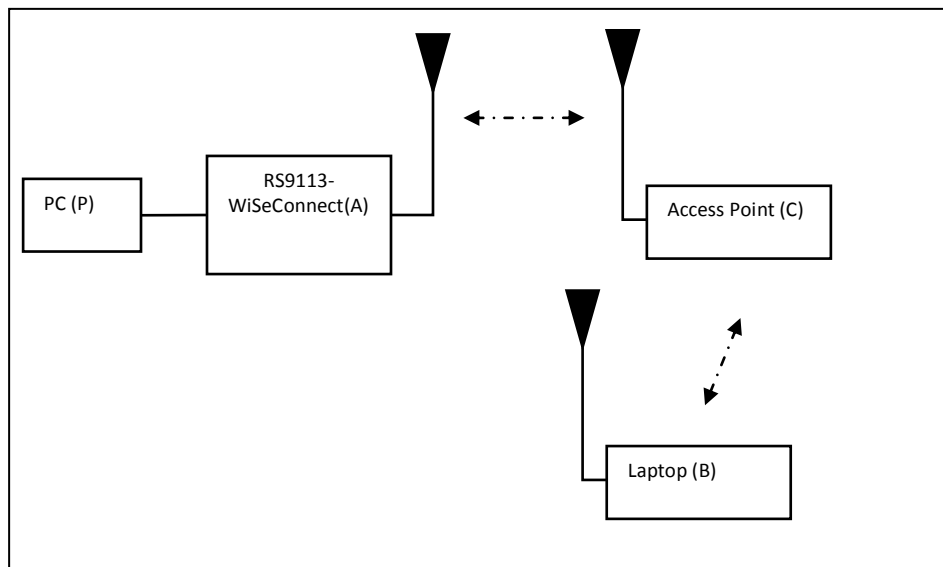 RS9113-
WiSeConnect(A)
PC (P)
Access Point (C)
Laptop (B)